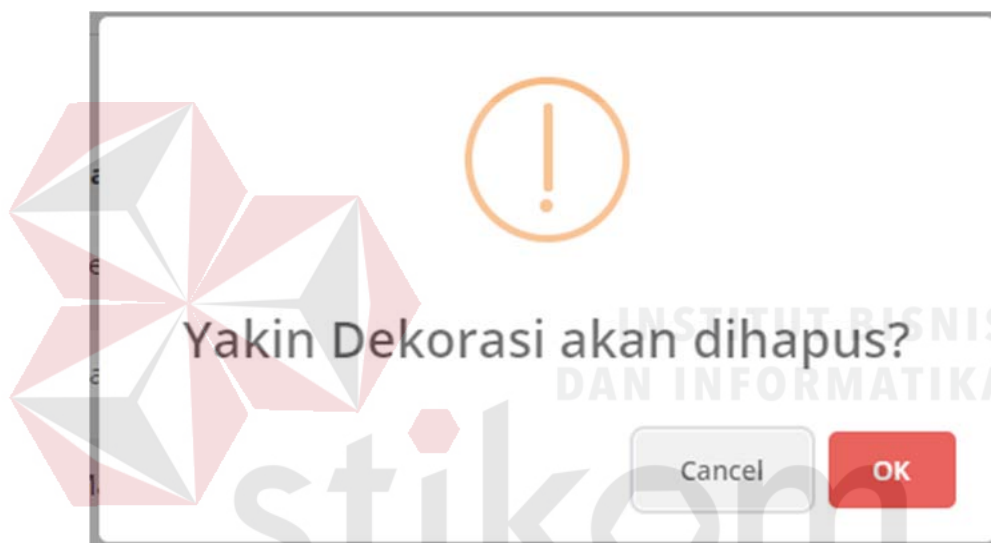 Yakin Dekorasi akan dihapus?
INSTITUT BISNIS
DAN INFORMATIKA
Cancel
OK
stikom